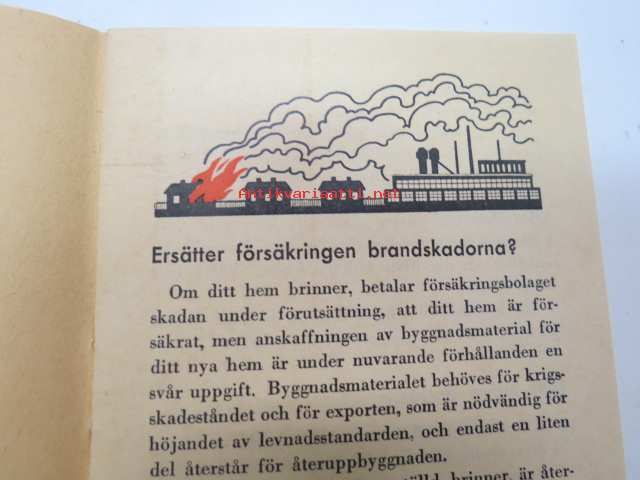 Antikvariaatti.net
Ersätter försäkringen brandskadorna?
Om ditt hem brinner, betalar försäkringsbolaget
skadan under förutsättning, att ditt hem är för-
säkrat, men anskaffningen av byggnadsmaterial för
ditt nya hem är under nuvarande förhållanden en
svår uppgift. Byggnadsmaterialet behöves för krigs-
skadeståndet och för exporten, som är nödvändig för
höjandet av levnadsstandarden, och endast en liten
del återstår för återuppbyggnaden.
brinner, är åter-